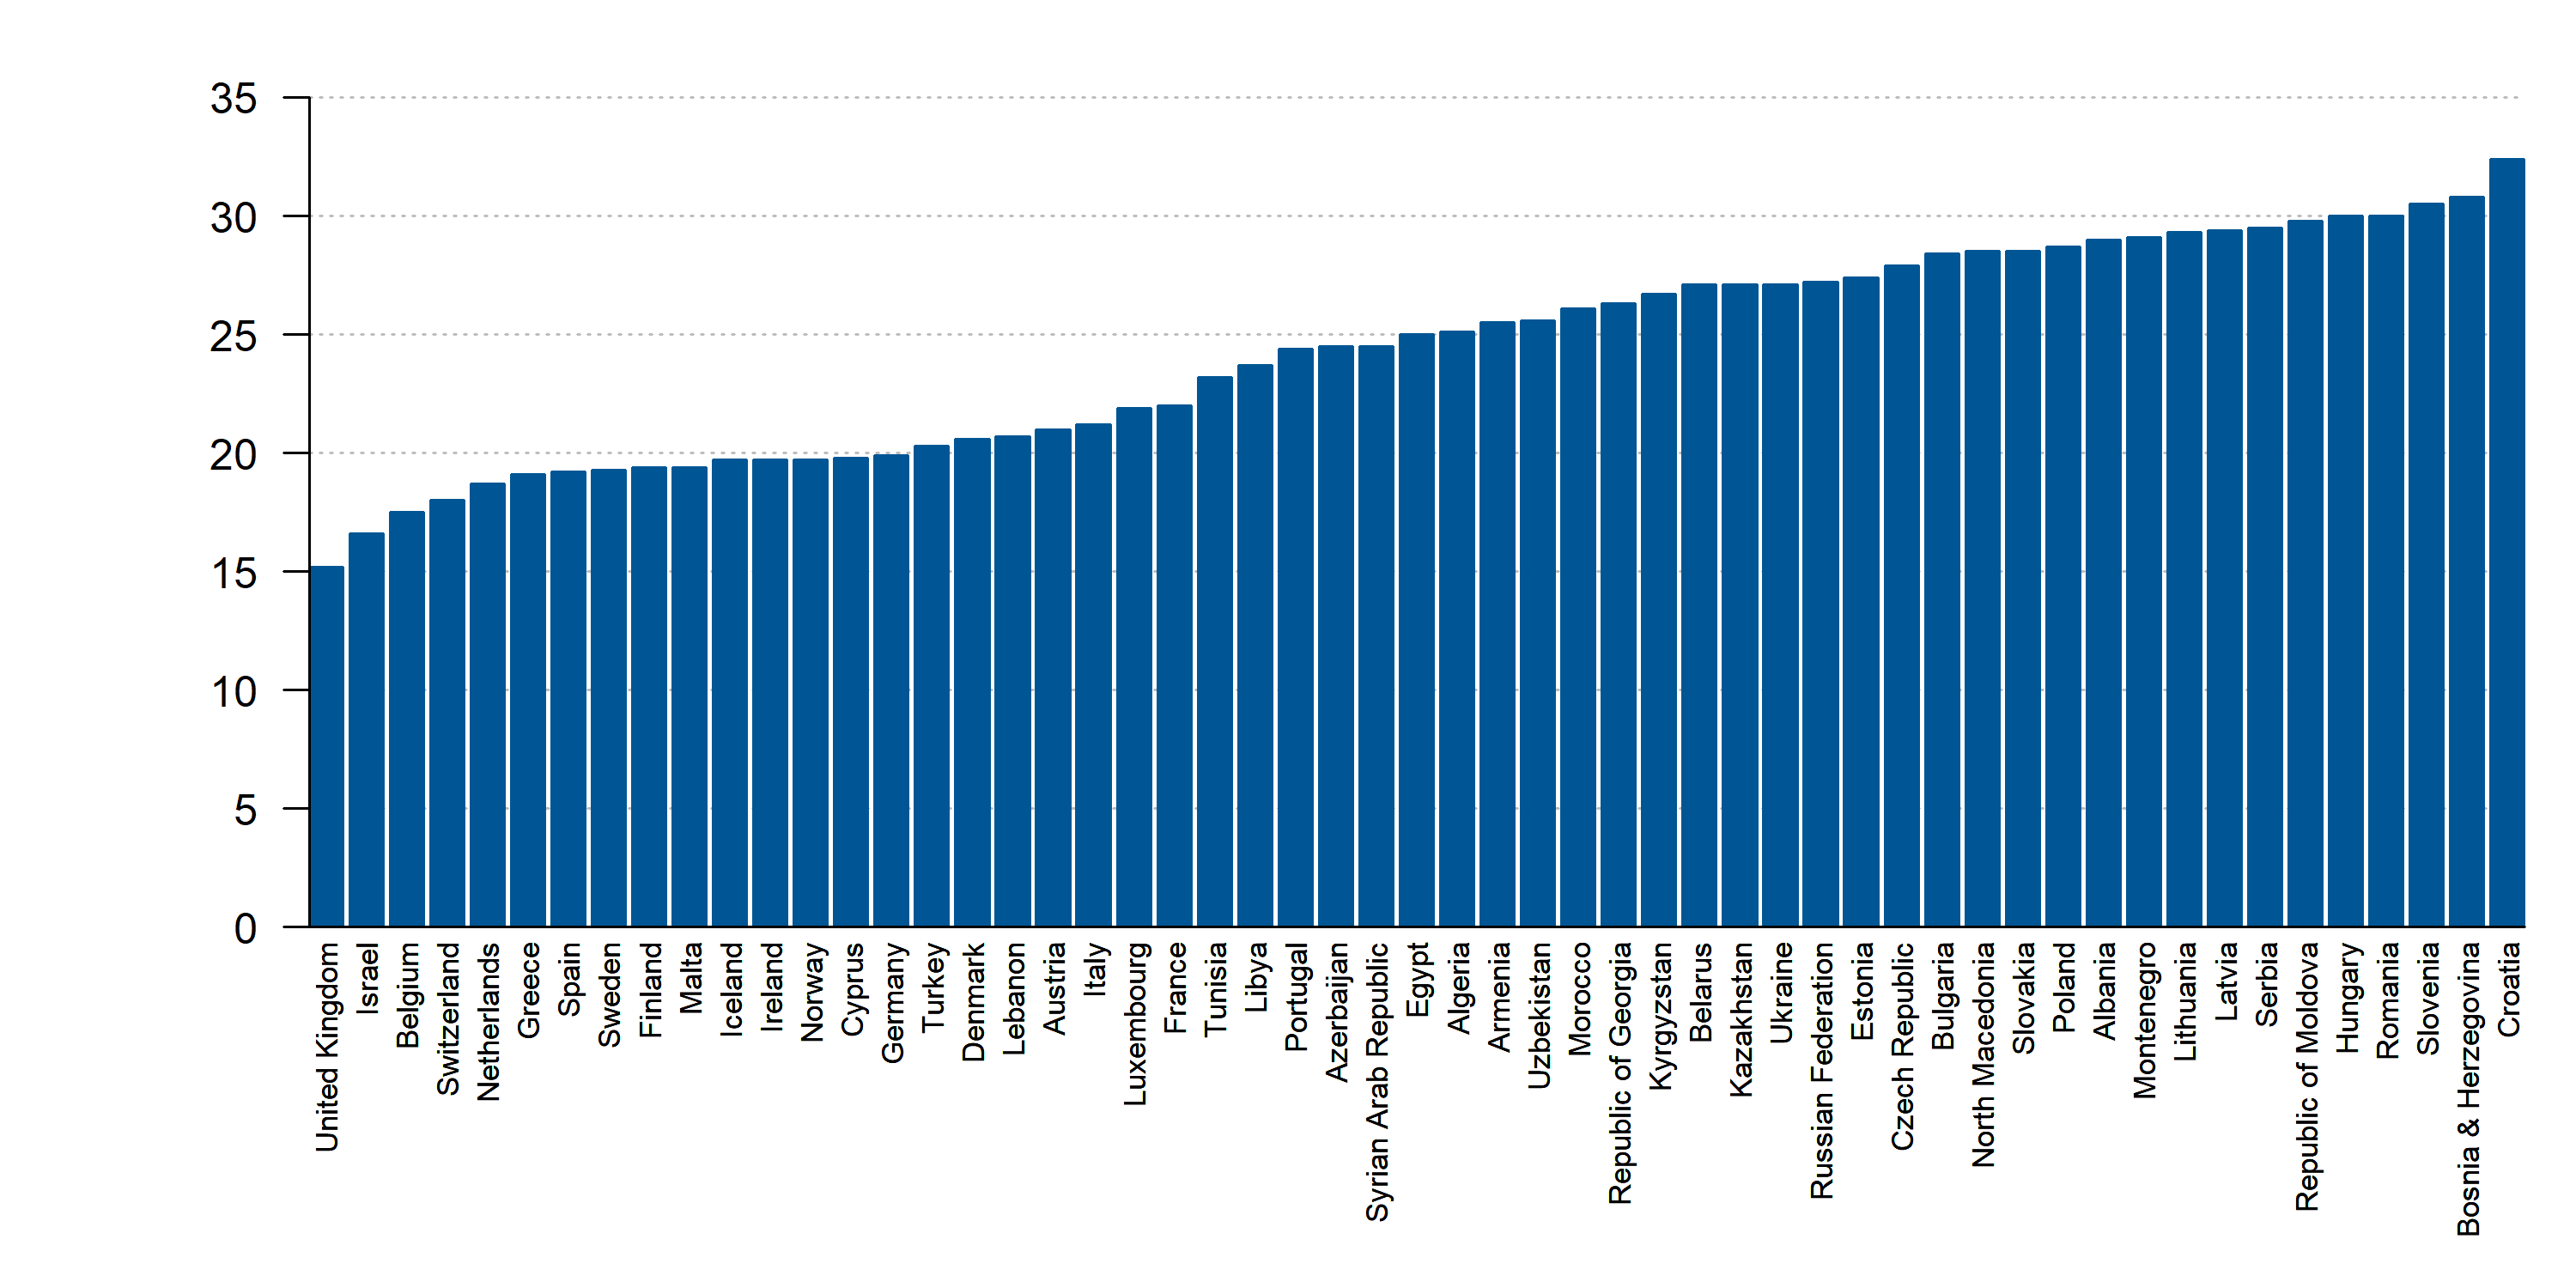 35
30
25
20
15
10
5
0
United Kingdom
Israel
Belgium
Switzerland
Netherlands
Greece
Spain
Sweden
Finland
Malta
Iceland
Ireland
Norway
Cyprus
Germany
Turkey
Denmark
Lebanon
Austria
Italy
Luxembourg
France
Tunisia
Libya
Portugal
Azerbaijan
Syrian Arab Republic
Egypt
Algeria
Armenia
Uzbekistan
Morocco
Republic of Georgia
Kyrgyzstan
Belarus
Kazakhstan
Ukraine
Russian Federation
Estonia
Czech Republic
Bulgaria
North Macedonia
Slovakia
Poland
Albania
Montenegro
Lithuania
Latvia
Serbia
Republic of Moldova
Hungary
Romania
Slovenia
Bosnia & Herzegovina
Croatia